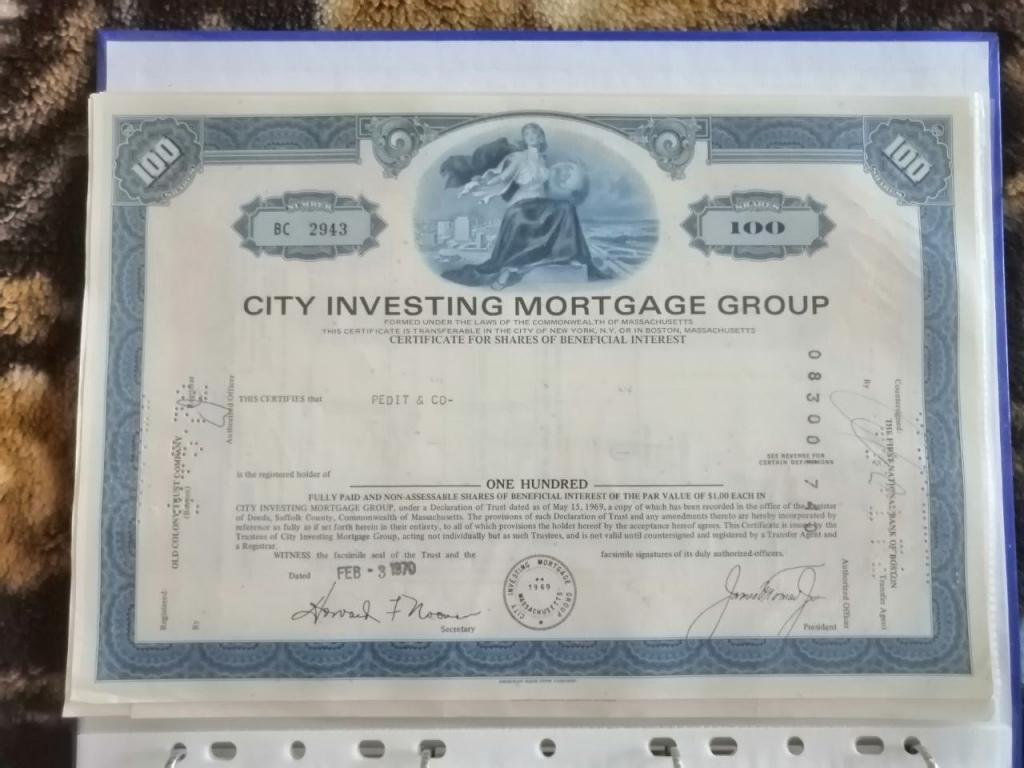 100
SHARES
100
SHARES
NUMBER
BC 2943
SHARES
100
CITY INVESTING MORTGAGE GROUP
FORMED UNDER THE LAWS OF THE COMMONWEALTH OF MASSACHUSETTS
THIS CERTIFICATE IS TRANSFERABLE IN THE CITY OF NEW YORK, N.Y. OR IN BOSTON, MASSACHUSETTS
CERTIFICATE FOR SHARES OF BENEFICIAL INTEREST
THIS CERTIFIES that
PEDIT & CO-
SEE REVERSE FOR
CERTAIN DEFINITIONS
is the registered holder of
ONE HUNDRED
FULLY PAID AND NON-ASSESSABLE SHARES OF BENEFICIAL INTEREST OF THE PAR VALUE OF $1.00 EACH IN
CITY INVESTING MORTGAGE GROUP, under a Declaration of Trust dated as of May 15, 1969, a copy of which has been recorded in the office of the Register
of Deeds, Suffolk County, Commonwealth of Massachusetts. The provisions of such Declaration of Trust and any amendments thereto are hereby incorporated by
reference as fully as if set forth herein in their entirety, to all of which provisions the holder hereof by the acceptance hereof agrees. This Certificate is issued by the
Trustees of City Investing Mortgage Group, acting not individually but as such Trustees, and is not valid until countersigned and registered by a Transfer Agent and
a Registrar.
WITNESS the facsimile seal of the Trust and the facsimile signatures of its duly authorized officers.
Dated FEB - 3 1970
CITY INVESTING MORTGAGE GROUP
1969
MASSACHUSETTS
Secretary
President
Registered
OLD COLONY TRUST COMPANY
By
(Boston)
Registrar
Authorized Officer
08300 740
Countersigned:
THE FIRST NATIONAL BANK OF BOSTON
Transfer Agent
By
Authorized Officer
AMERICAN BANK NOTE COMPANY